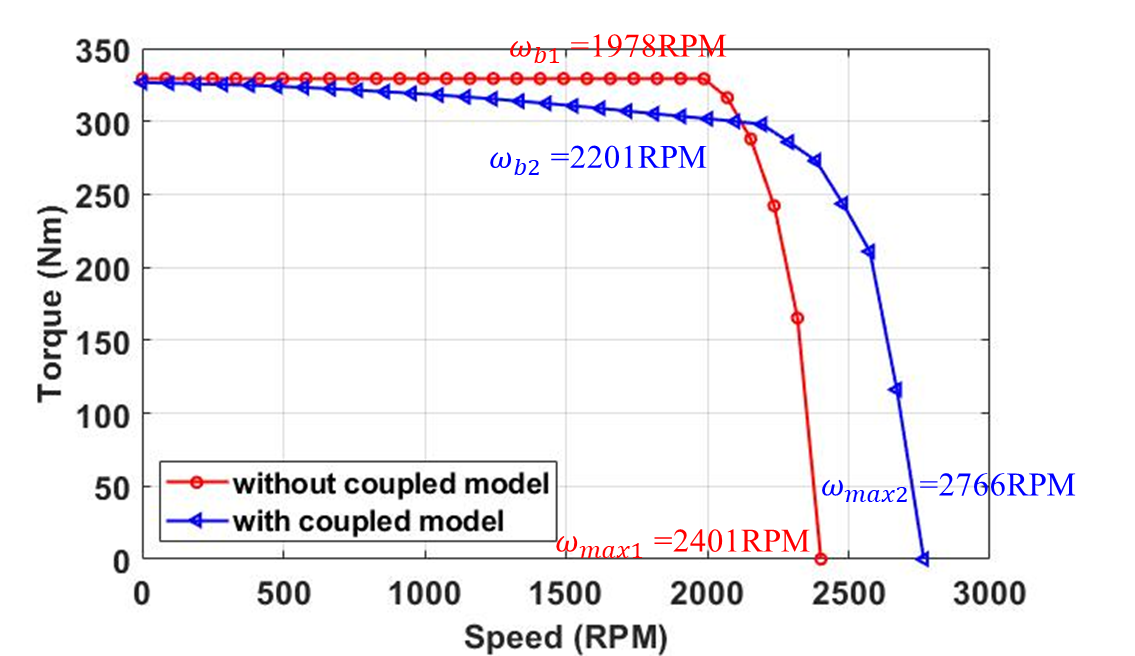 350
ω_b1 =1978RPM
300
ω_b2 =2201RPM
250
200
150
100
50
0
Torque (Nm)
without coupled model
with coupled model
ω_max2 =2766RPM
ω_max1 =2401RPM
0 500 1000 1500 2000 2500 3000
Speed (RPM)